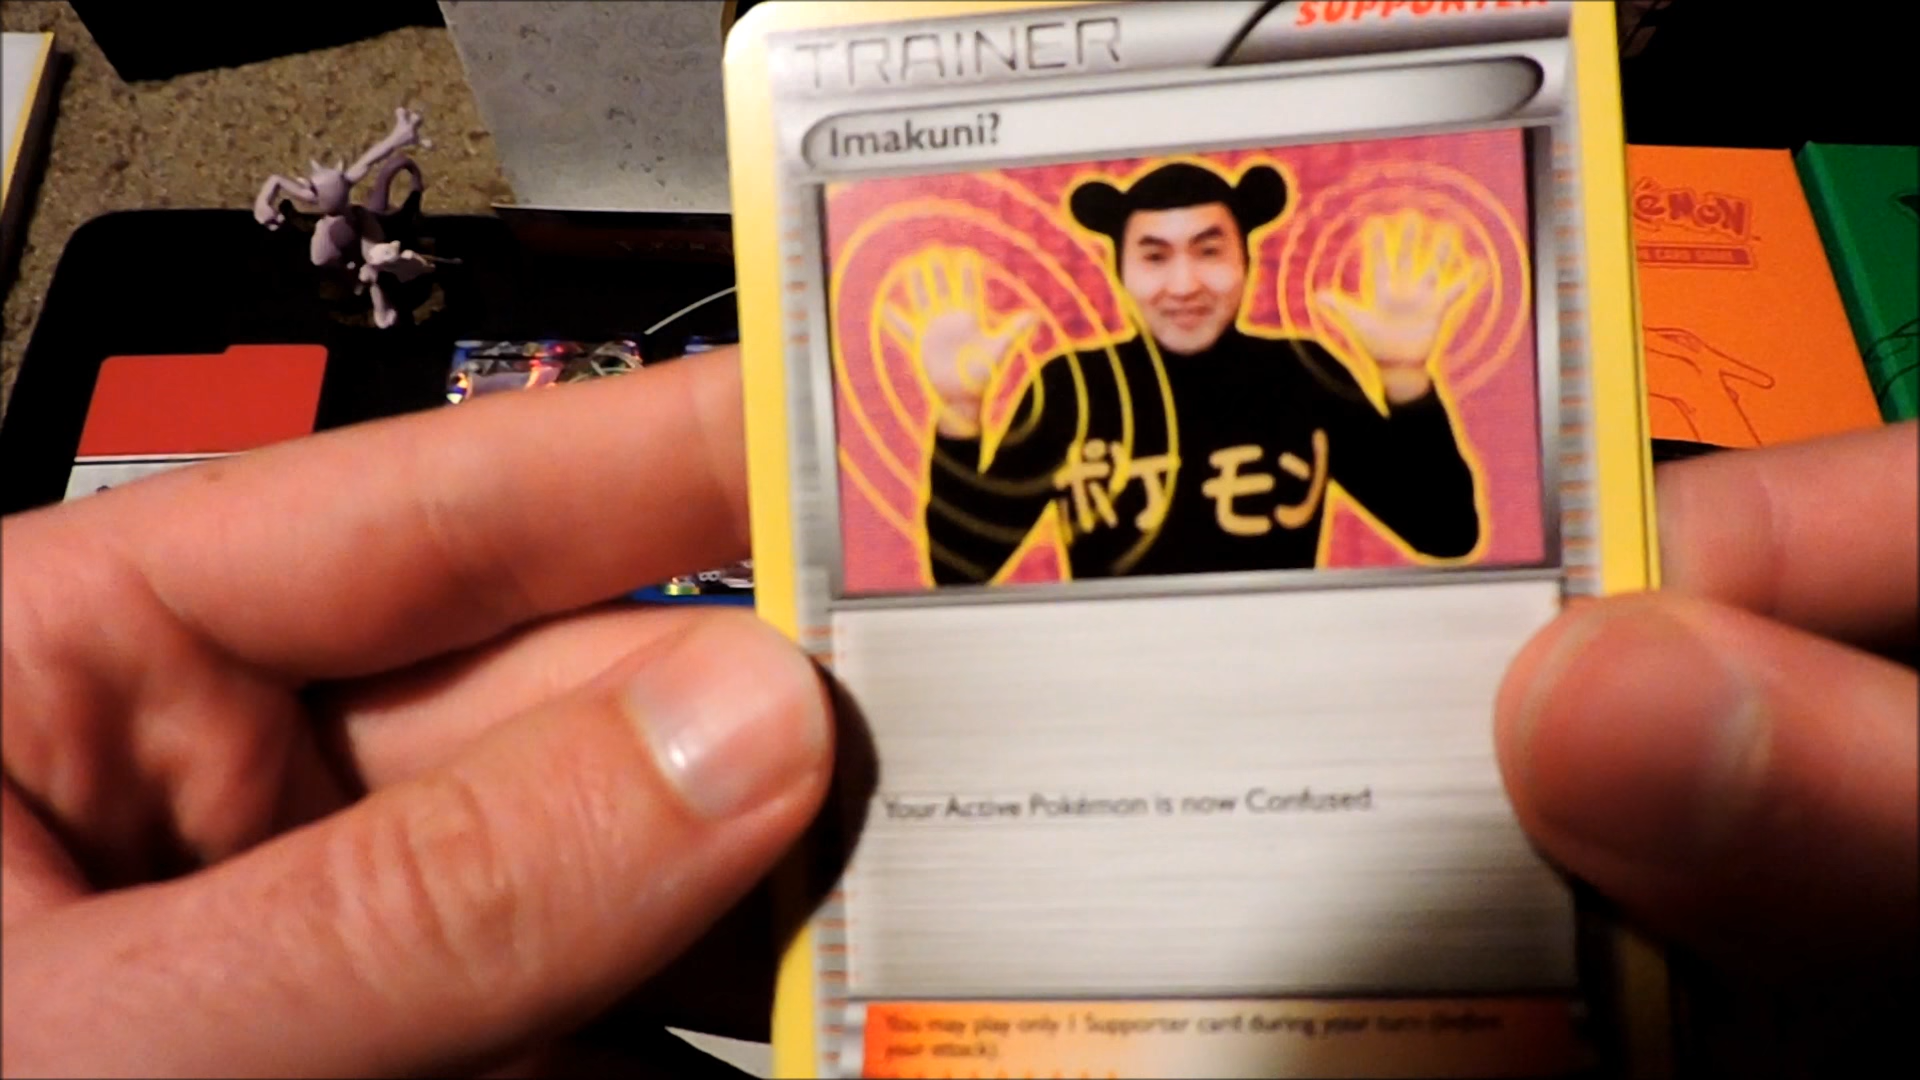 SUPPORTER
TRAINER
Imakuni?
ポケモン
Pokémon
Your Active Pokémon is now Confused.
You may play only 1 Supporter card during your turn (before
your attack).